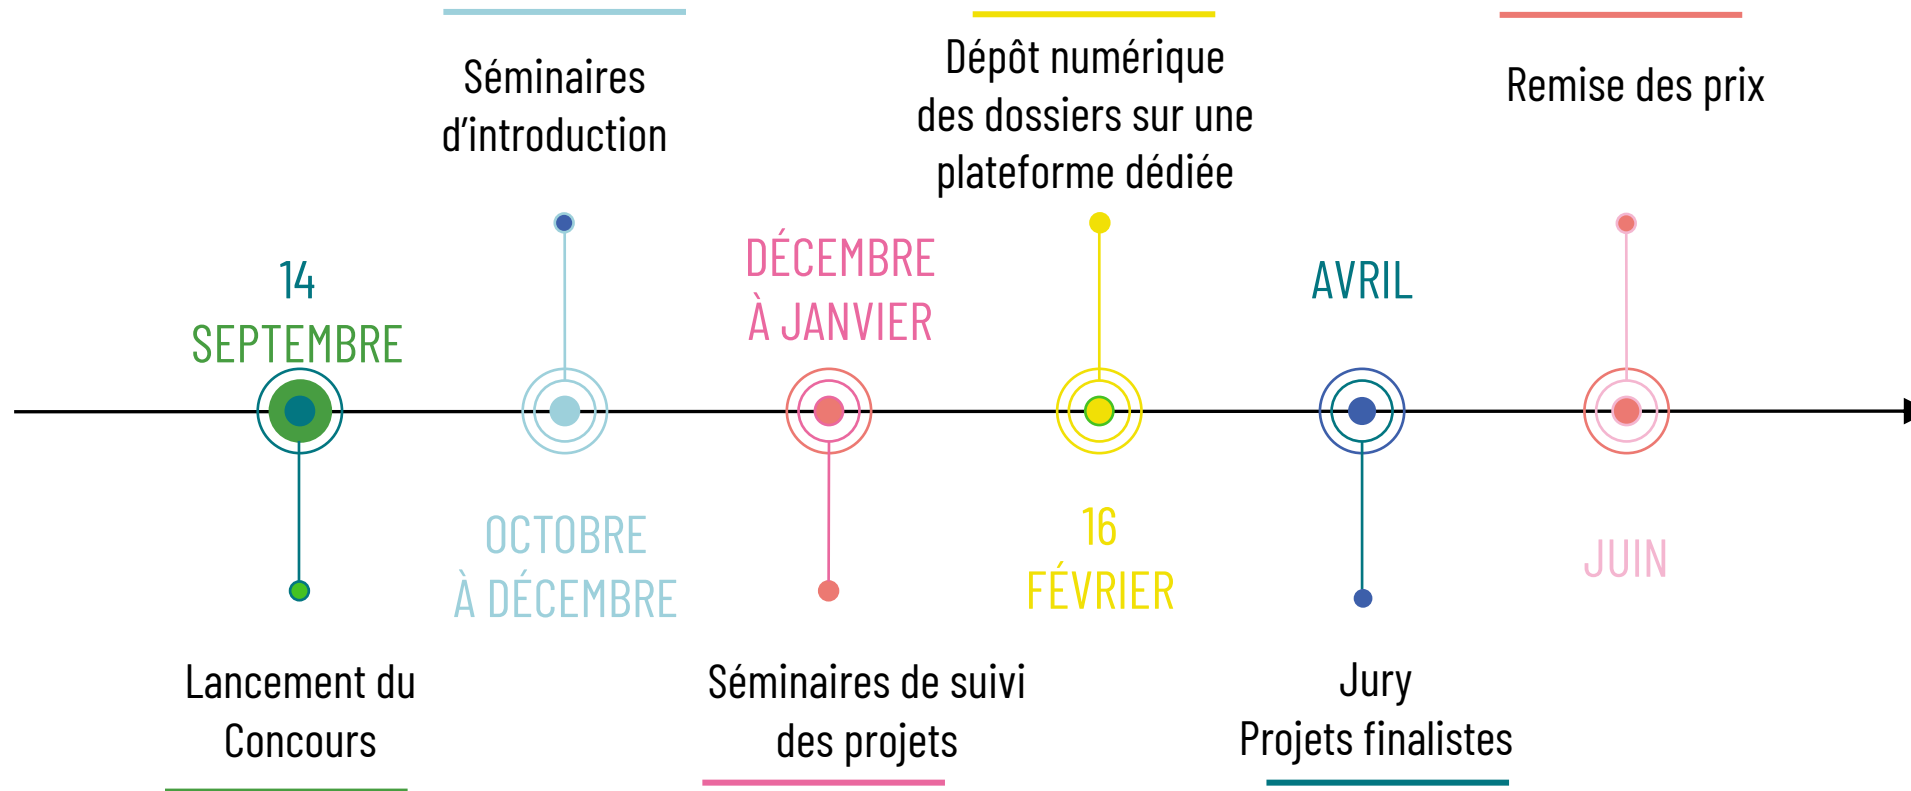 14
SEPTEMBRE
Lancement du
Concours
Séminaires
d'introduction
OCTOBRE
À DÉCEMBRE
DÉCEMBRE
À JANVIER
Séminaires de suivi
des projets
Dépôt numérique
des dossiers sur une
plateforme dédiée
16
FÉVRIER
AVRIL
Jury
Projets finalistes
Remise des prix
JUIN